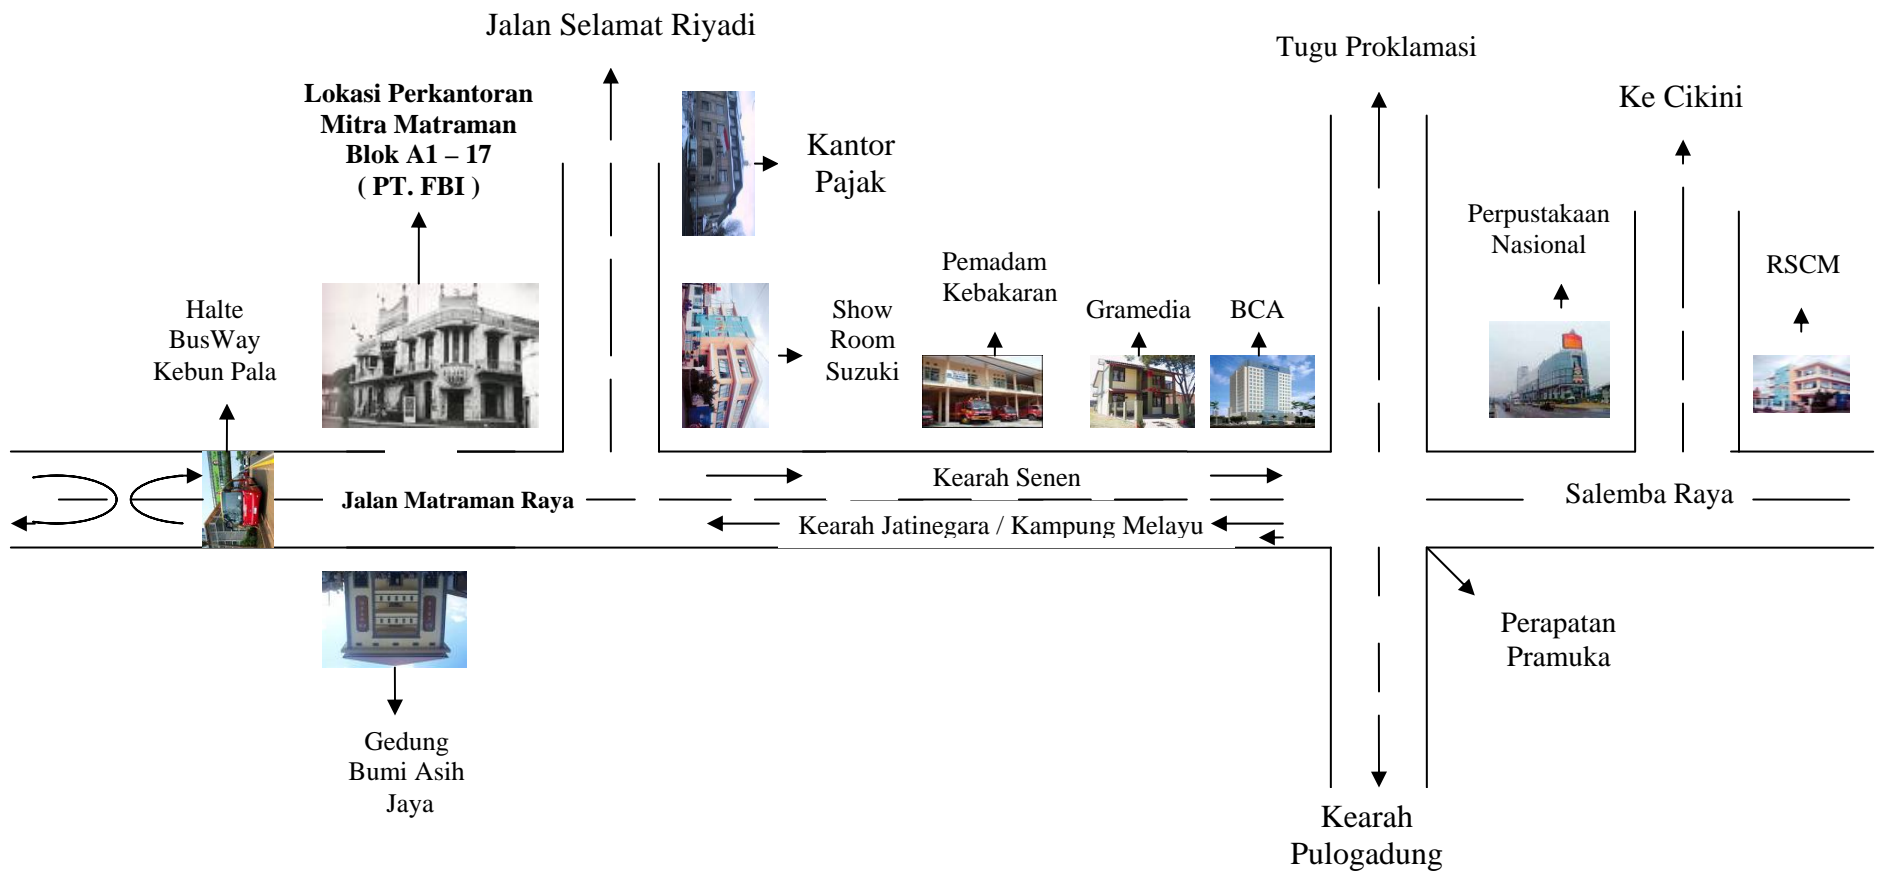 Jalan Selamat Riyadi
Tugu Proklamasi
Ke Cikini
Lokasi Perkantoran
Mitra Matraman
Blok A1 – 17
( PT. FBI )
Kantor
Pajak
Perpustakaan
Nasional
RSCM
Pemadam
Kebakaran
Gramedia
BCA
Halte
BusWay
Kebun Pala
Show
Room
Suzuki
Kearah Senen
Jalan Matraman Raya
Salemba Raya
Kearah Jatinegara / Kampung Melayu
Perapatan
Pramuka
Gedung
Bumi Asih
Jaya
Kearah
Pulogadung